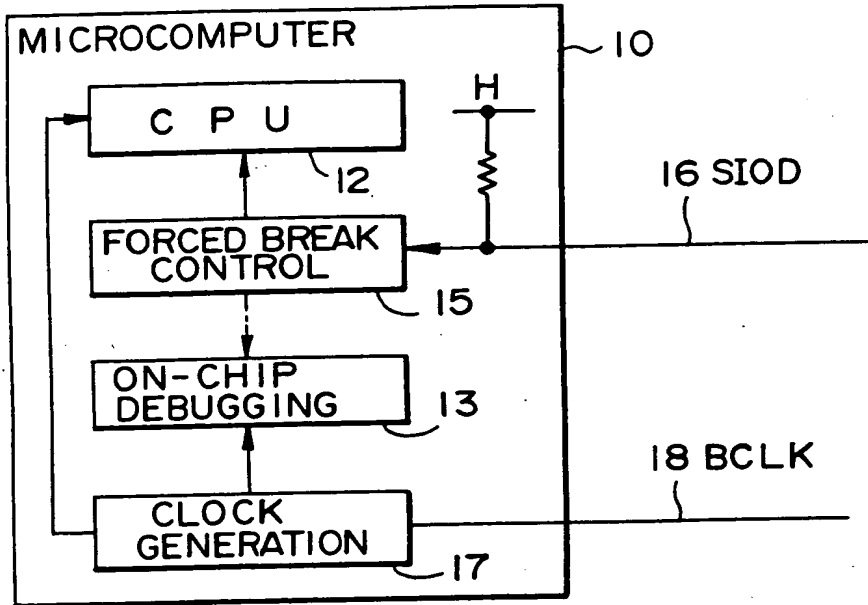 MICROCOMPUTER
10
H
C P U
12
16 SIOD
FORCED BREAK
CONTROL
15
ON-CHIP
DEBUGGING
13
18 BCLK
CLOCK
GENERATION
17